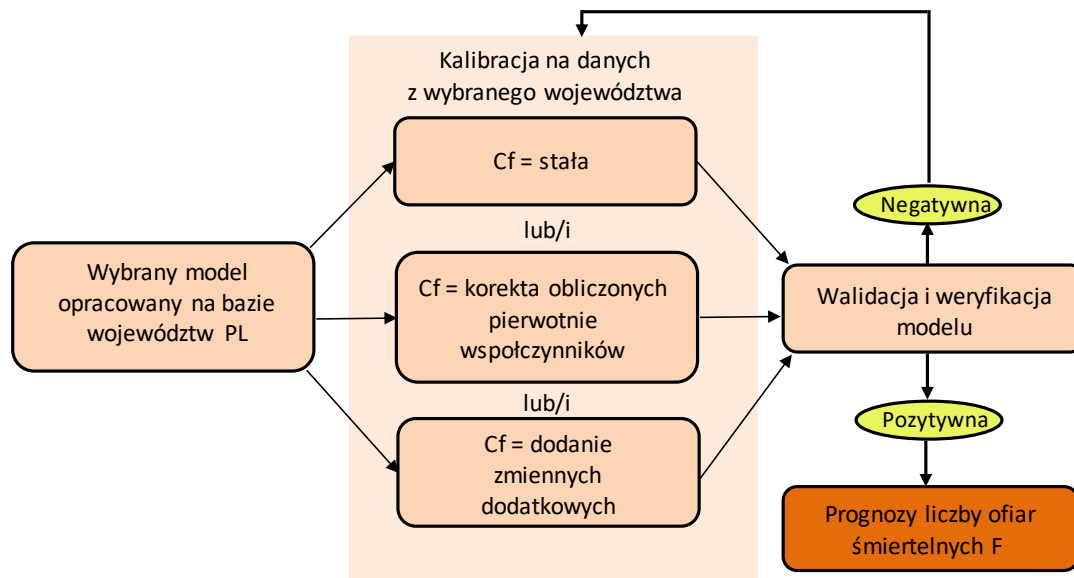 Kalibracja na danych
z wybranego województwa
Cf = stała
lub/i
Wybrany model
opracowany na bazie
województw PL
Cf = korekta obliczonych
pierwotnie
wspołczynników
lub/i
Cf = dodanie
zmiennych
dodatkowych
Negatywna
Walidacja i weryfikacja
modelu
Pozytywna
Prognozy liczby ofiar
śmiertelnych F